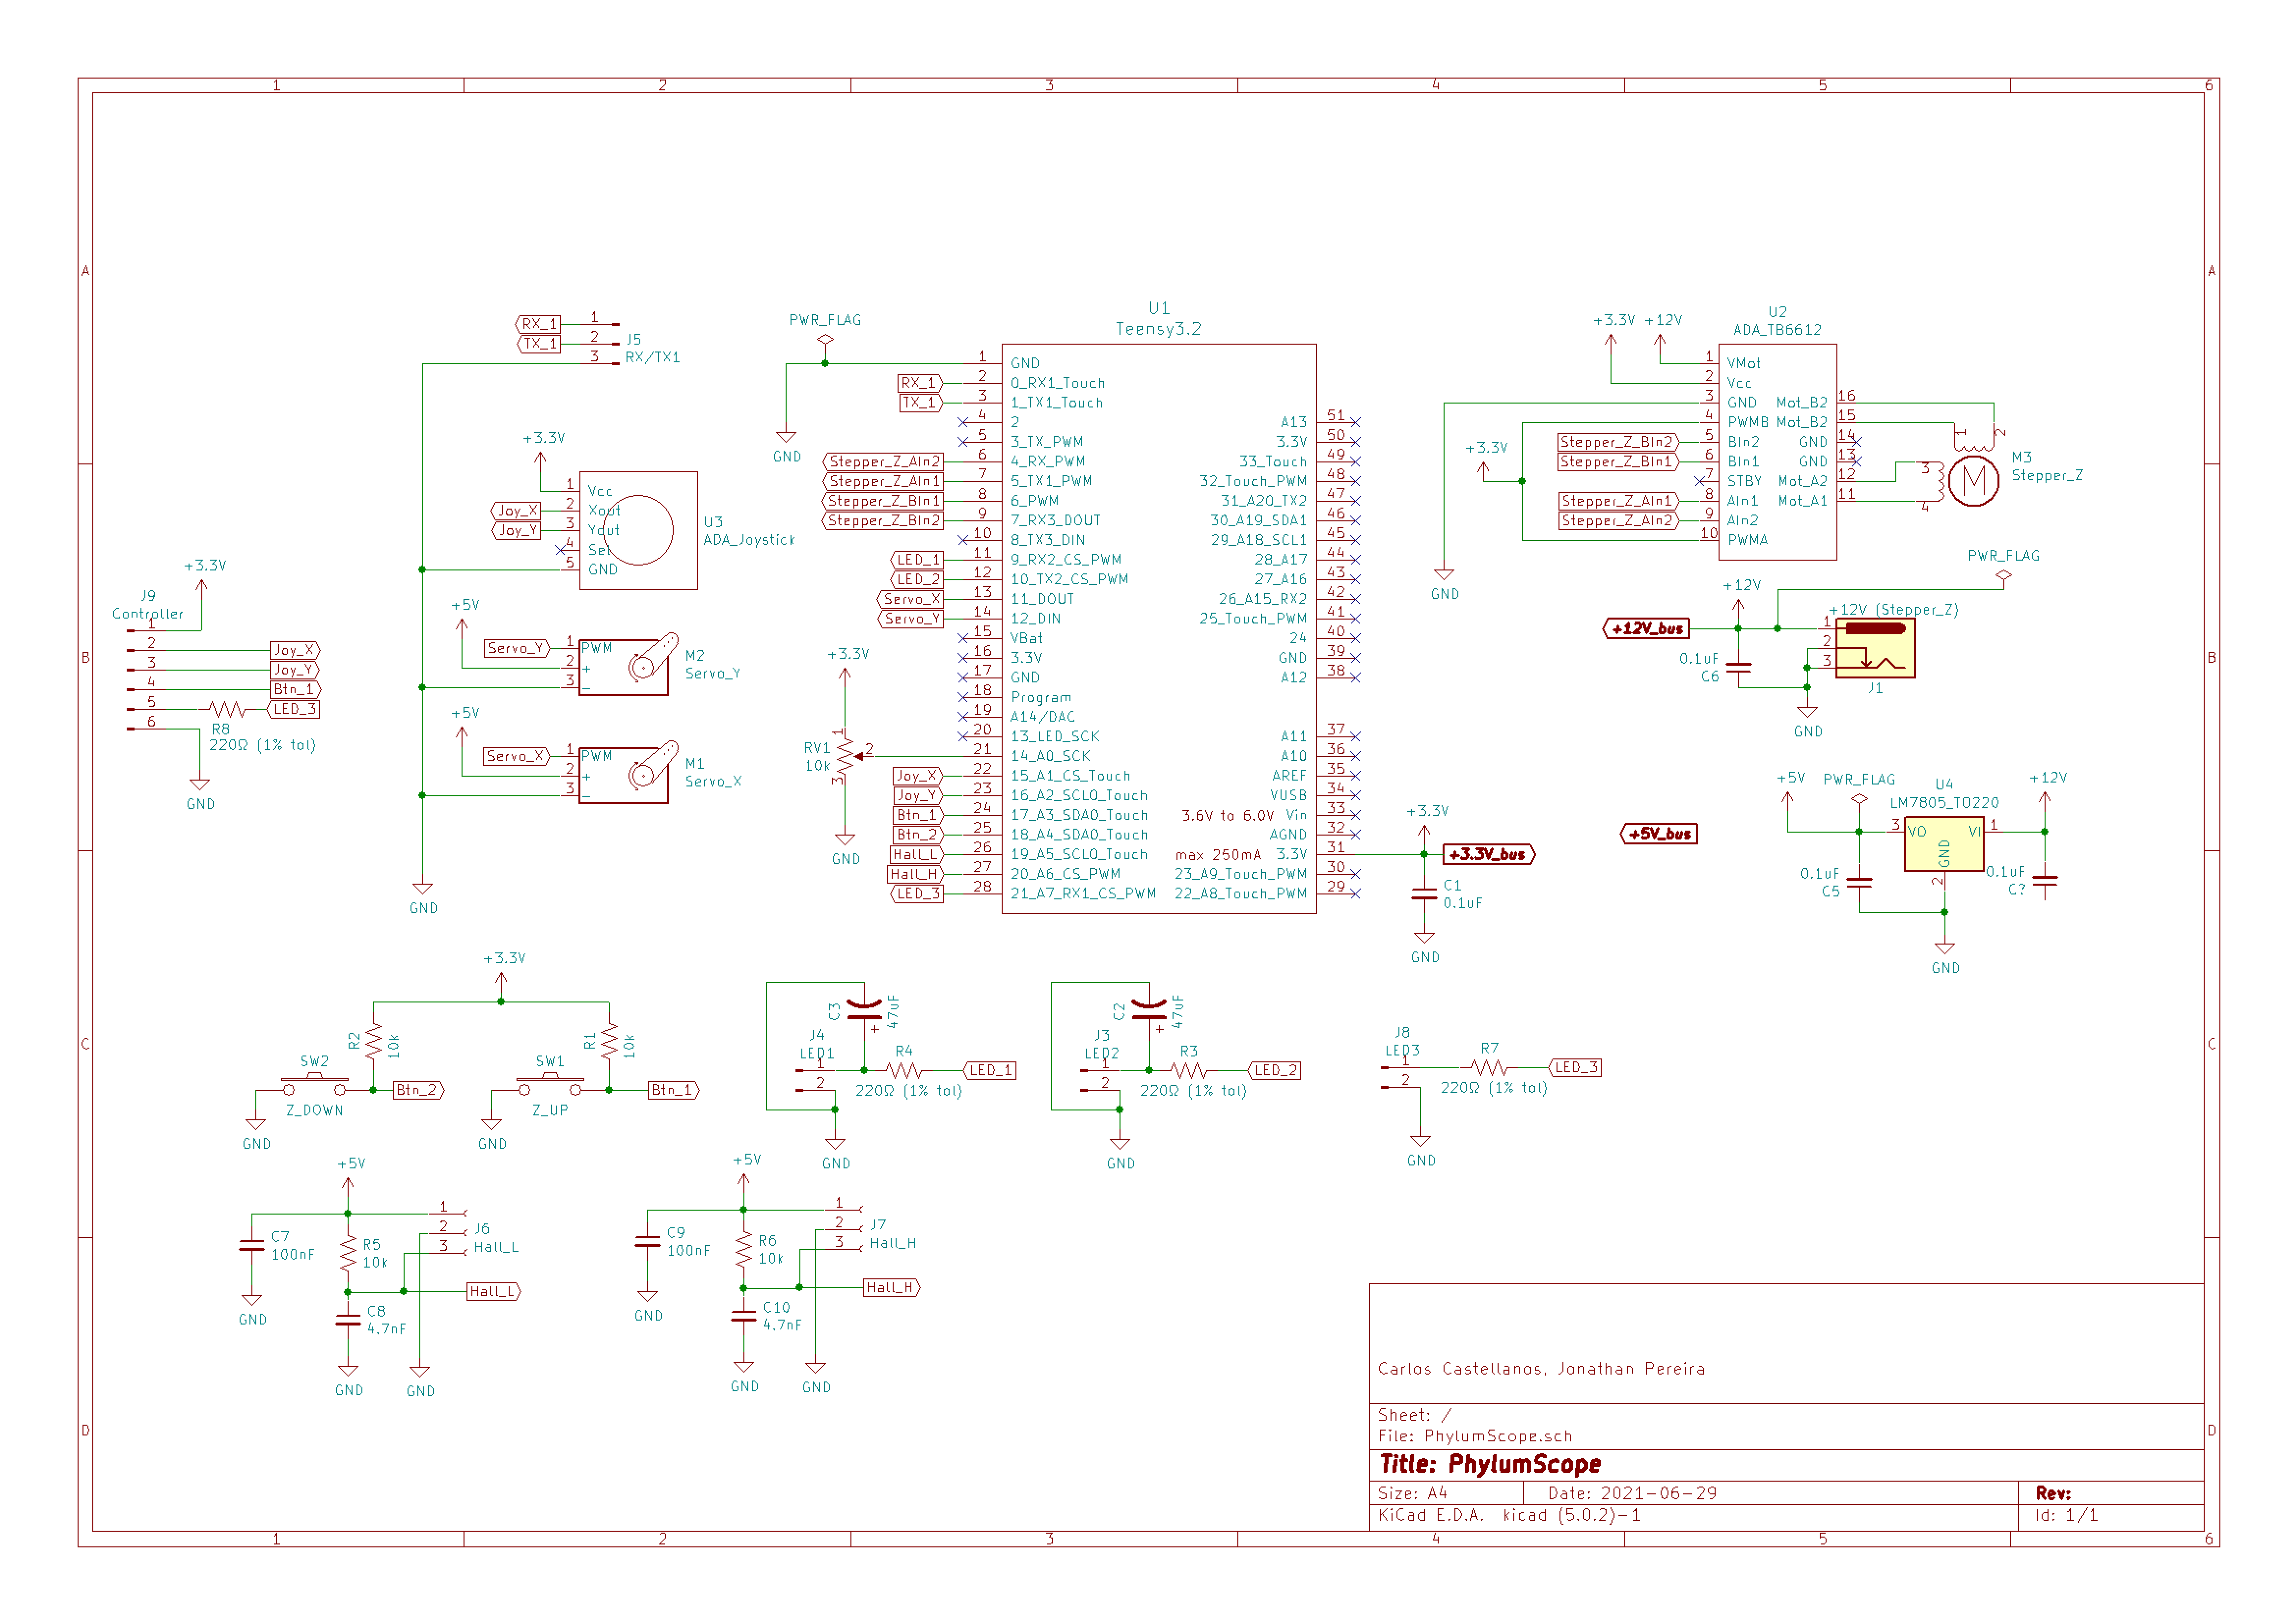 1 2 3 4 5 6
A
B
C
D
A
B
C
D
1 2 3 4 5 6
RX_1 1
TX_1 2
3
J5
RX/TX1
+3.3V
1 Vcc
Joy_X 2 Xout
Joy_Y 3 Yout
4 Sel
5 GND
U3
ADA_Joystick
+5V
Servo_Y 1 PWM
2 +
3 -
M2
Servo_Y
+5V
Servo_X 1 PWM
2 +
3 -
M1
Servo_X
GND
+3.3V
J9
Controller
1
2 Joy_X
3 Joy_Y
4 Btn_1
5 LED_3
6
R8
220Ω (1% tol)
GND
PWR_FLAG
GND
U1
Teensy3.2
1 GND
RX_1 2 0_RX1_Touch
TX_1 3 1_TX1_Touch
4 2
5 3_TX_PWM
Stepper_Z_AIn2 6 4_RX_PWM
Stepper_Z_AIn1 7 5_TX1_PWM
Stepper_Z_BIn1 8 6_PWM
Stepper_Z_BIn2 9 7_RX3_DOUT
10 8_TX3_DIN
LED_1 11 9_RX2_CS_PWM
LED_2 12 10_TX2_CS_PWM
Servo_X 13 11_DOUT
Servo_Y 14 12_DIN
15 VBat
16 3.3V
17 GND
18 Program
19 A14/DAC
20 13_LED_SCK
21 14_A0_SCK
Joy_X 22 15_A1_CS_Touch
Joy_Y 23 16_A2_SCL0_Touch
Btn_1 24 17_A3_SDA0_Touch
Btn_2 25 18_A4_SDA0_Touch
Hall_L 26 19_A5_SCL0_Touch
Hall_H 27 20_A6_CS_PWM
LED_3 28 21_A7_RX1_CS_PWM
A13 51
3.3V 50
33_Touch 49
32_Touch_PWM 48
31_A20_TX2 47
30_A19_SDA1 46
29_A18_SCL1 45
28_A17 44
27_A16 43
26_A15_RX2 42
25_Touch_PWM 41
24 40
GND 39
A12 38
A11 37
A10 36
AREF 35
VUSB 34
3.6V to 6.0V Vin 33
AGND 32
max 250mA 3.3V 31
23_A9_Touch_PWM 30
22_A8_Touch_PWM 29
+3.3V
RV1
10k
1
2
3
GND
+3.3V
+3.3V_bus
C1
0.1uF
GND
U2
ADA_TB6612
+3.3V +12V
1 VMot
2 Vcc
3 GND
4 PWMB
Stepper_Z_BIn2 5 BIn2
Stepper_Z_BIn1 6 BIn1
7 STBY
Stepper_Z_AIn1 8 AIn1
Stepper_Z_AIn2 9 AIn2
10 PWMA
Mot_B2 16
Mot_B2 15
GND 14
GND 13
Mot_A2 12
Mot_A1 11
+3.3V
GND
1 2
3
4
M
M3
Stepper_Z
PWR_FLAG
+12V
+12V (Stepper_Z)
+12V_bus
1
2
3
0.1uF
C6
J1
GND
+5V PWR_FLAG
U4
LM7805_TO220
+12V
3 VO VI 1
GND
2
0.1uF
C5
0.1uF
C?
GND
+5V_bus
+3.3V
R2
10k
R1
10k
SW2
Z_DOWN
Btn_2
GND
SW1
Z_UP
Btn_1
GND
C3
47uF
+
J4
LED1
1
2
R4
220Ω (1% tol)
LED_1
GND
C2
47uF
+
J3
LED2
1
2
R3
220Ω (1% tol)
LED_2
GND
J8
LED3
1
2
R7
220Ω (1% tol)
LED_3
GND
+5V
C7
100nF
GND
R5
10k
1
2
3
J6
Hall_L
Hall_L
C8
4.7nF
GND
GND
+5V
C9
100nF
GND
R6
10k
1
2
3
J7
Hall_H
Hall_H
C10
4.7nF
GND
GND
Carlos Castellanos, Jonathan Pereira
Sheet: /
File: PhylumScope.sch
Title: PhylumScope
Size: A4 Date: 2021-06-29 Rev:
KiCad E.D.A. kicad (5.0.2)-1 Id: 1/1